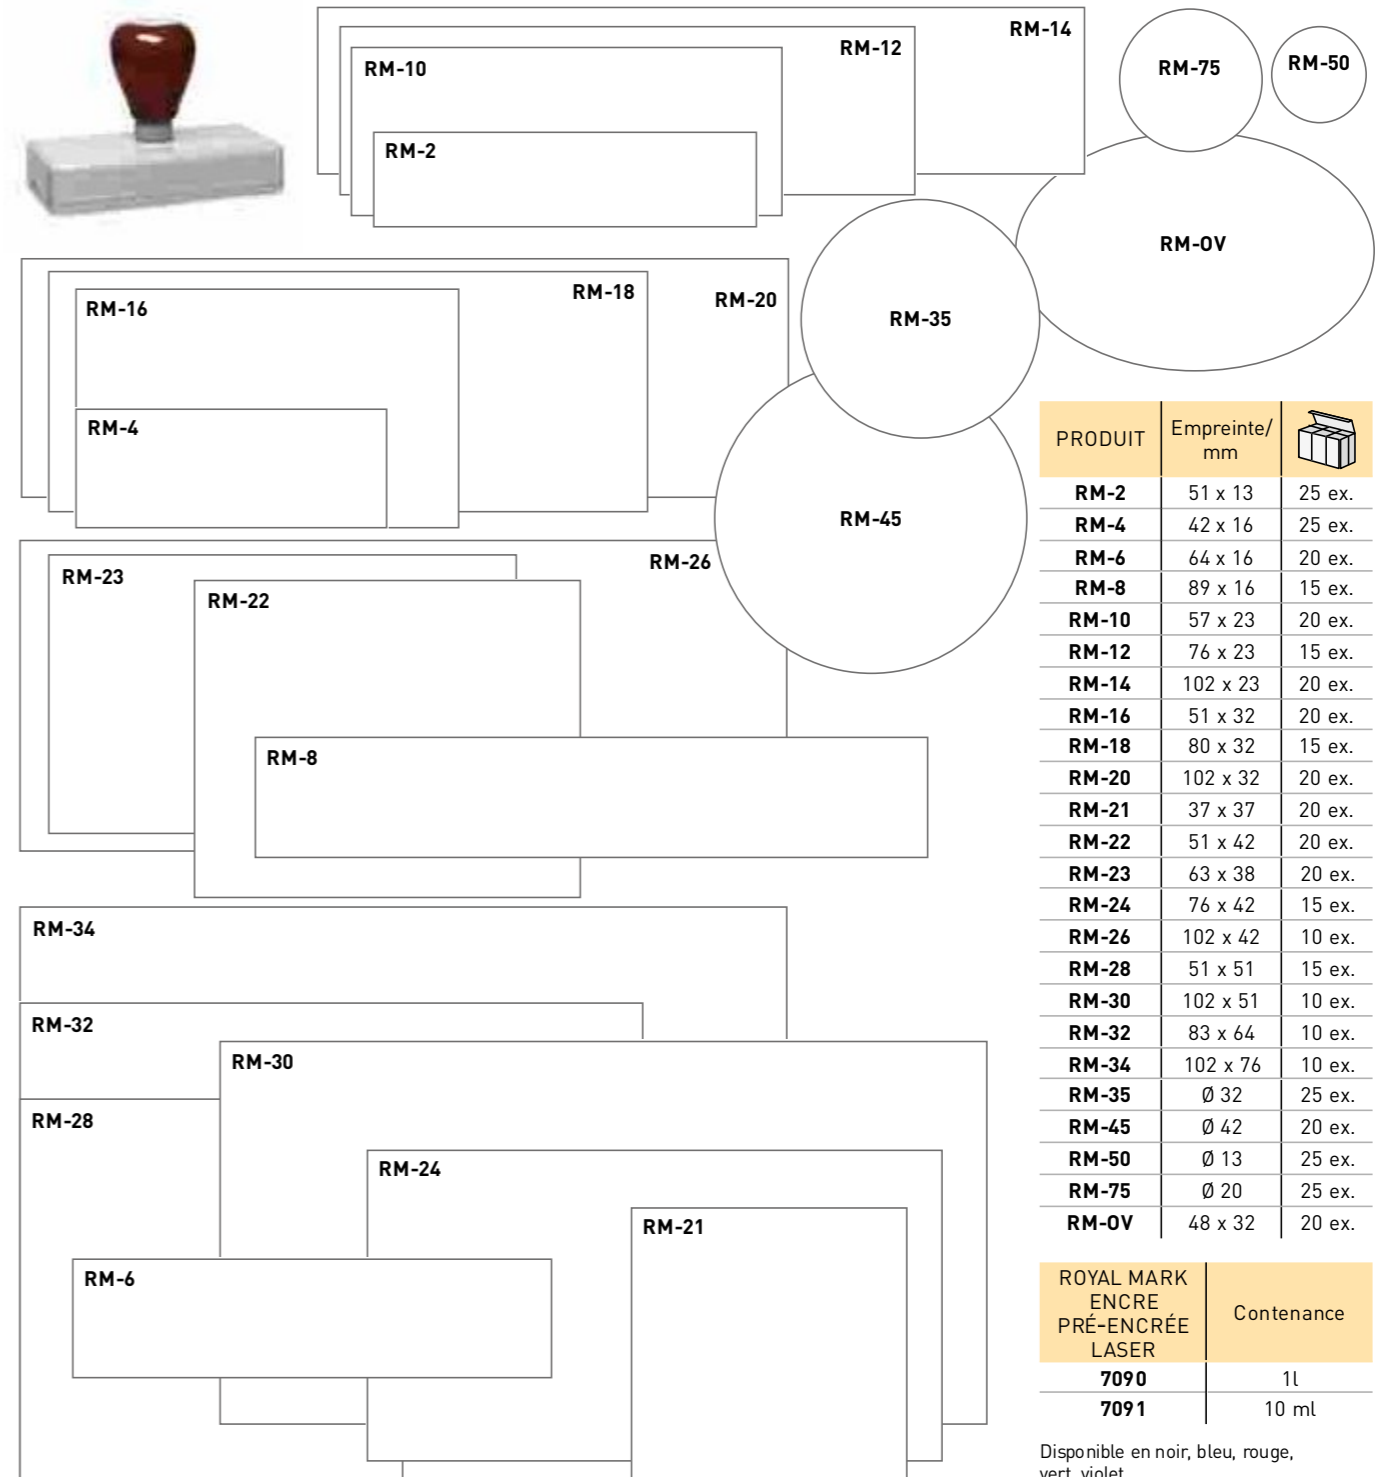 RM-14
RM-12
RM-10
RM-2
RM-75
RM-50
RM-OV
RM-35
RM-18
RM-20
RM-16
RM-4
RM-45
RM-26
RM-23
RM-22
RM-8
RM-34
RM-32
RM-30
RM-28
RM-24
RM-21
RM-6
PRODUIT Empreinte/
mm
RM-2 51 x 13 25 ex.
RM-4 42 x 16 25 ex.
RM-6 64 x 16 20 ex.
RM-8 89 x 16 15 ex.
RM-10 57 x 23 20 ex.
RM-12 76 x 23 15 ex.
RM-14 102 x 23 20 ex.
RM-16 51 x 32 20 ex.
RM-18 80 x 32 15 ex.
RM-20 102 x 32 20 ex.
RM-21 37 x 37 20 ex.
RM-22 51 x 42 20 ex.
RM-23 63 x 38 20 ex.
RM-24 76 x 42 15 ex.
RM-26 102 x 42 10 ex.
RM-28 51 x 51 15 ex.
RM-30 102 x 51 10 ex.
RM-32 83 x 64 10 ex.
RM-34 102 x 76 10 ex.
RM-35 Ø 32 25 ex.
RM-45 Ø 42 20 ex.
RM-50 Ø 13 25 ex.
RM-75 Ø 20 25 ex.
RM-OV 48 x 32 20 ex.
ROYAL MARK
ENCRE
PRÉ-ENCRÉE
LASER
Contenance
7090 1l
7091 10 ml
Disponible en noir, bleu, rouge,
vert, violet